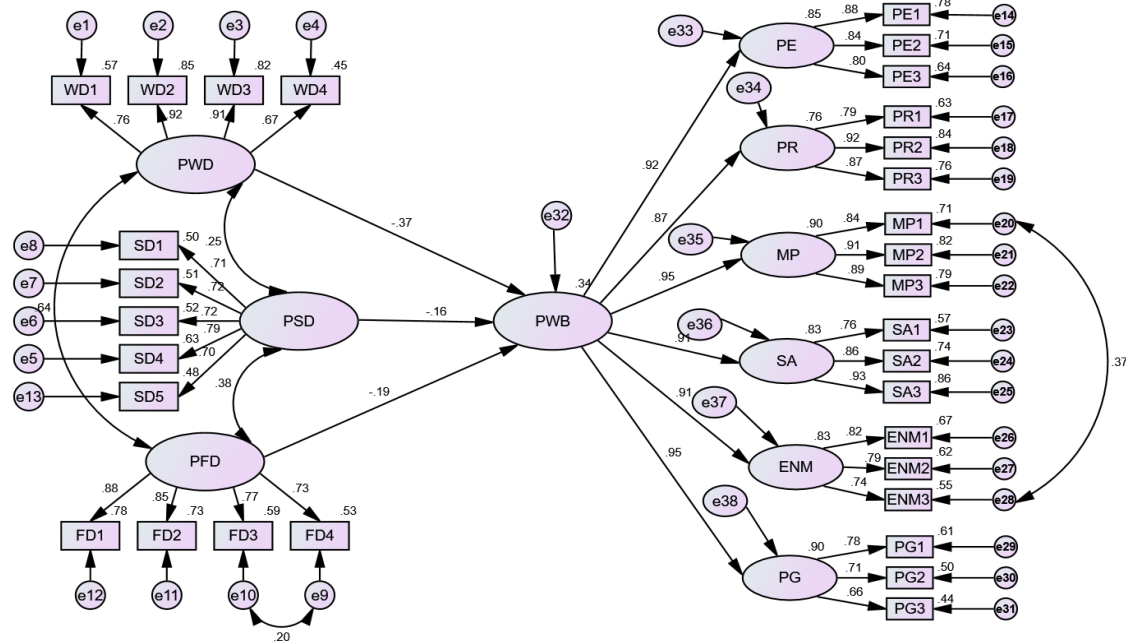 e1 e2 e3 e4
.57 .85 .82 .45
WD1 WD2 WD3 WD4
.76 .92 .91 .67
PWD
e8 SD1 .50 .25
.71
e7 SD2 .51 .72
e6 .64 SD3 .52 .72
.79
e5 SD4 .63 .70
e13 SD5 .48
PSD
.38
PFD
.88 .85 .77 .73
.78 .73 .59 .53
FD1 FD2 FD3 FD4
e12 e11 e10 e9
.20
-.37
-.16
-.19
e32
.34
PWB
.92
.87
.95
.91
.91
.95
e33 PE .85
.88 PE1 .78 e14
.84 PE2 .71 e15
.80 PE3 .64 e16
e34 PR .76
.79 PR1 .63 e17
.92 PR2 .84 e18
.87 PR3 .76 e19
e35 MP .90
.84 MP1 .71 e20
.91 MP2 .82 e21
.89 MP3 .79 e22
e36 SA .83
.76 SA1 .57 e23
.86 SA2 .74 e24
.93 SA3 .86 e25
.37
e37 ENM .83
.82 ENM1 .67 e26
.79 ENM2 .62 e27
.74 ENM3 .55 e28
e38 PG .90
.78 PG1 .61 e29
.71 PG2 .50 e30
.66 PG3 .44 e31